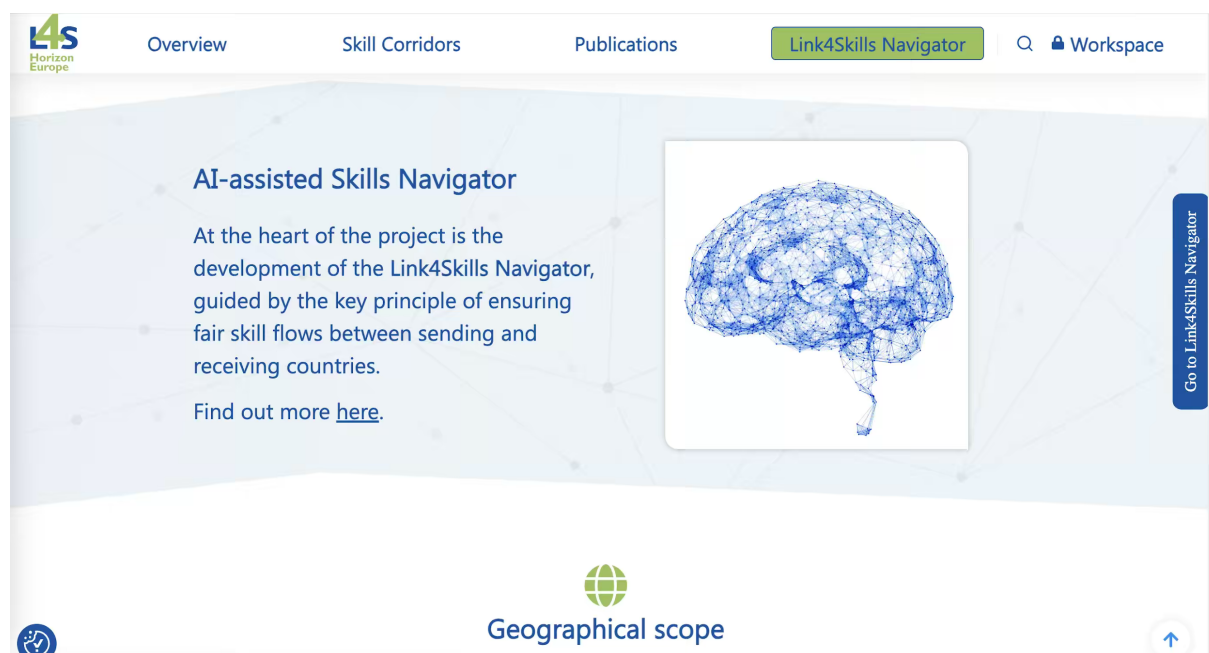 L4S
Horizon
Europe
Overview
Skill Corridors
Publications
Link4Skills Navigator
Workspace
AI-assisted Skills Navigator
At the heart of the project is the
development of the Link4Skills Navigator,
guided by the key principle of ensuring
fair skill flows between sending and
receiving countries.
Find out more here.
Go to Link4Skills Navigator
Geographical scope